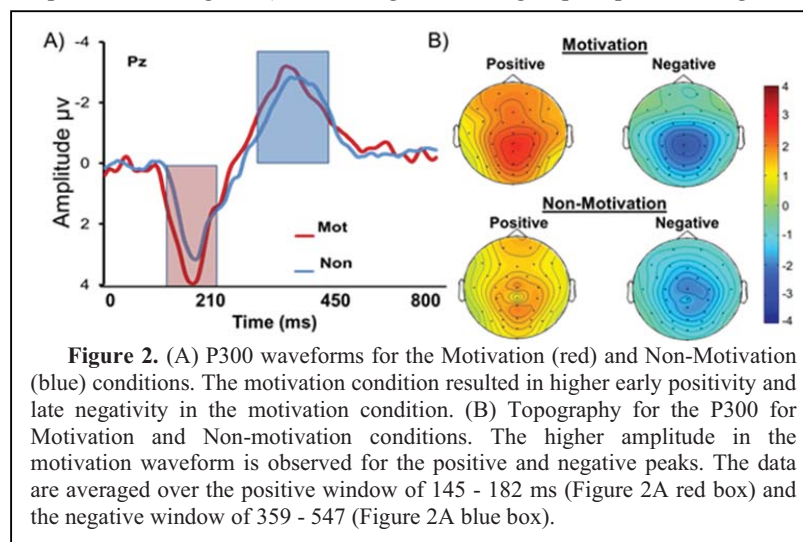 A)
Pz
-4
-2
0
2
4
Amplitude µv
Mot
Non
0
210
450
800
Time (ms)
B)
Motivation
Positive
Negative
Non-Motivation
Positive
Negative
4
3
2
1
0
-1
-2
-3
-4
Figure 2. (A) P300 waveforms for the Motivation (red) and Non-Motivation
(blue) conditions. The motivation condition resulted in higher early positivity and
late negativity in the motivation condition. (B) Topography for the P300 for
Motivation and Non-motivation conditions. The higher amplitude in the
motivation waveform is observed for the positive and negative peaks. The data
are averaged over the positive window of 145 - 182 ms (Figure 2A red box) and
the negative window of 359 - 547 (Figure 2A blue box).